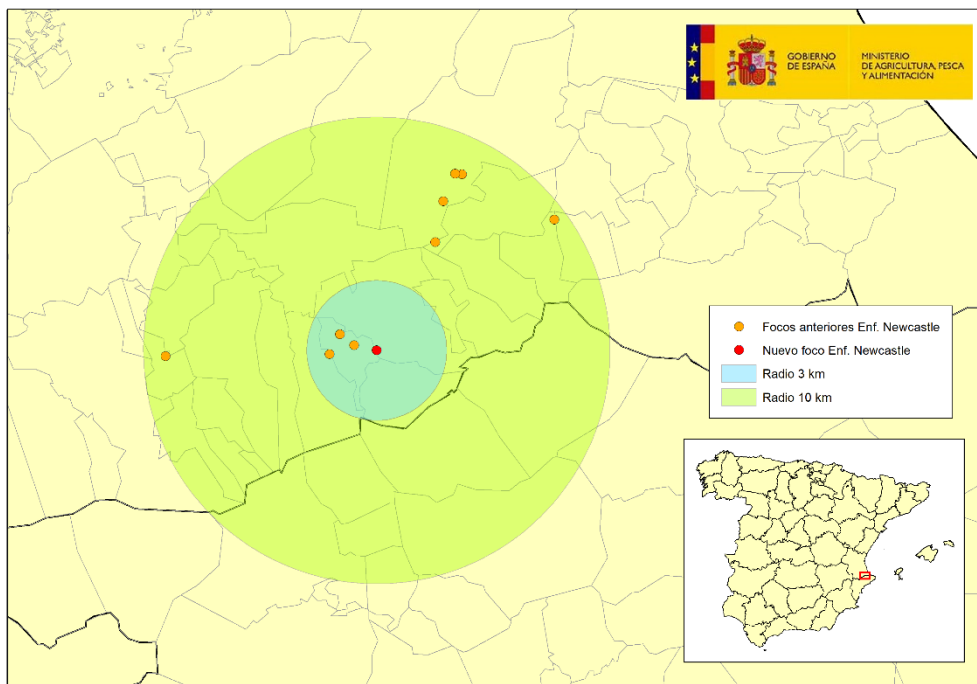 GOBIERNO
DE ESPAÑA
MINISTERIO
DE AGRICULTURA, PESCA
Y ALIMENTACIÓN
Focos anteriores Enf. Newcastle
Nuevo foco Enf. Newcastle
Radio 3 km
Radio 10 km